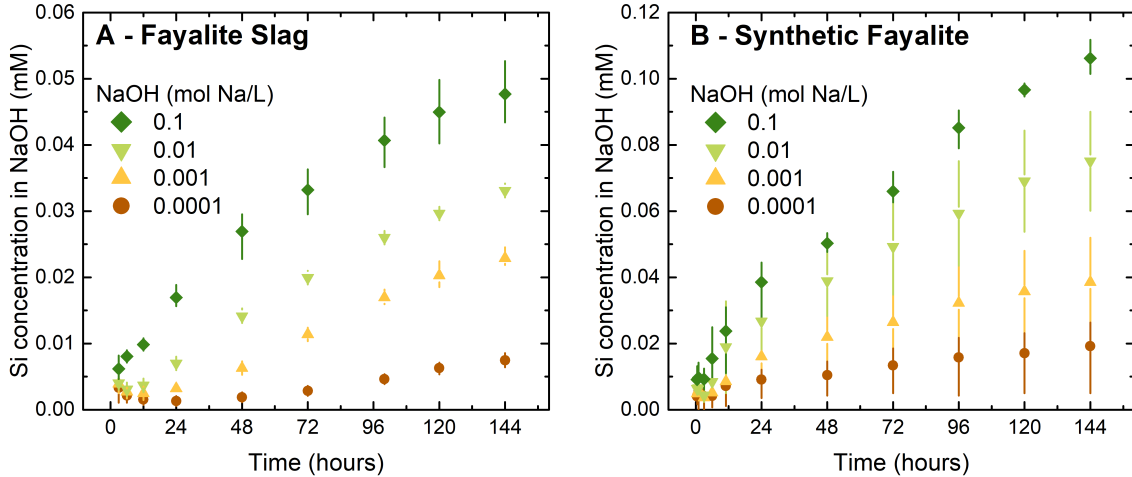 A - Fayalite Slag
NaOH (mol Na/L)
0.1
0.01
0.001
0.0001
Si concentration in NaOH (mM)
0.06
0.05
0.04
0.03
0.02
0.01
0.00
0 24 48 72 96 120 144
Time (hours)
B - Synthetic Fayalite
NaOH (mol Na/L)
0.1
0.01
0.001
0.0001
Si concentration in NaOH (mM)
0.12
0.10
0.08
0.06
0.04
0.02
0.00
0 24 48 72 96 120 144
Time (hours)